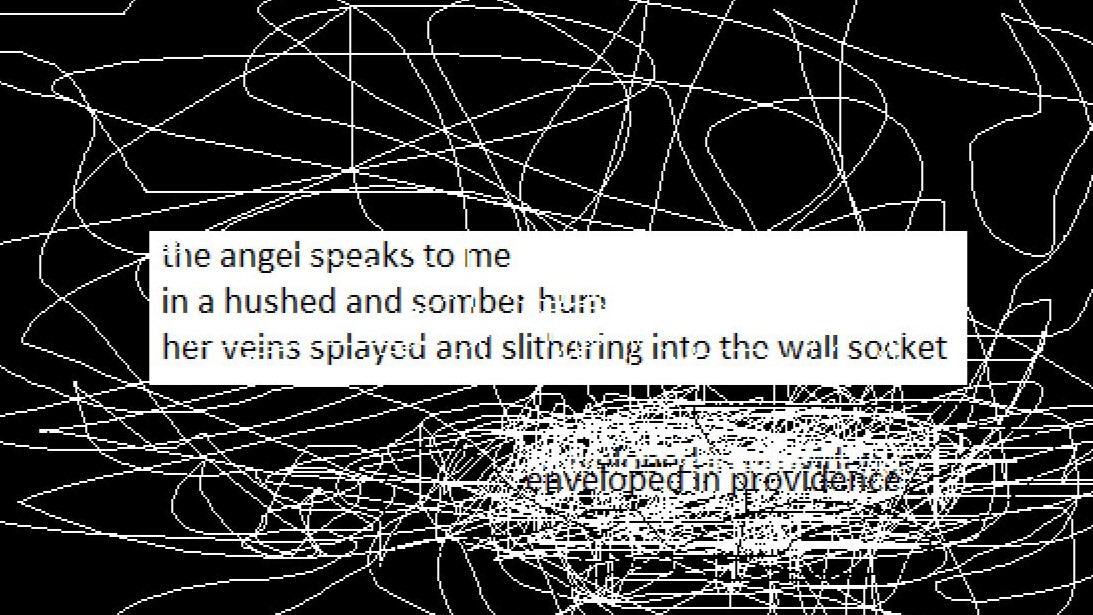 the angel speaks to me
in a hushed and somber hum
her veins splayed and slithering into the wall socket
enveloped in providence